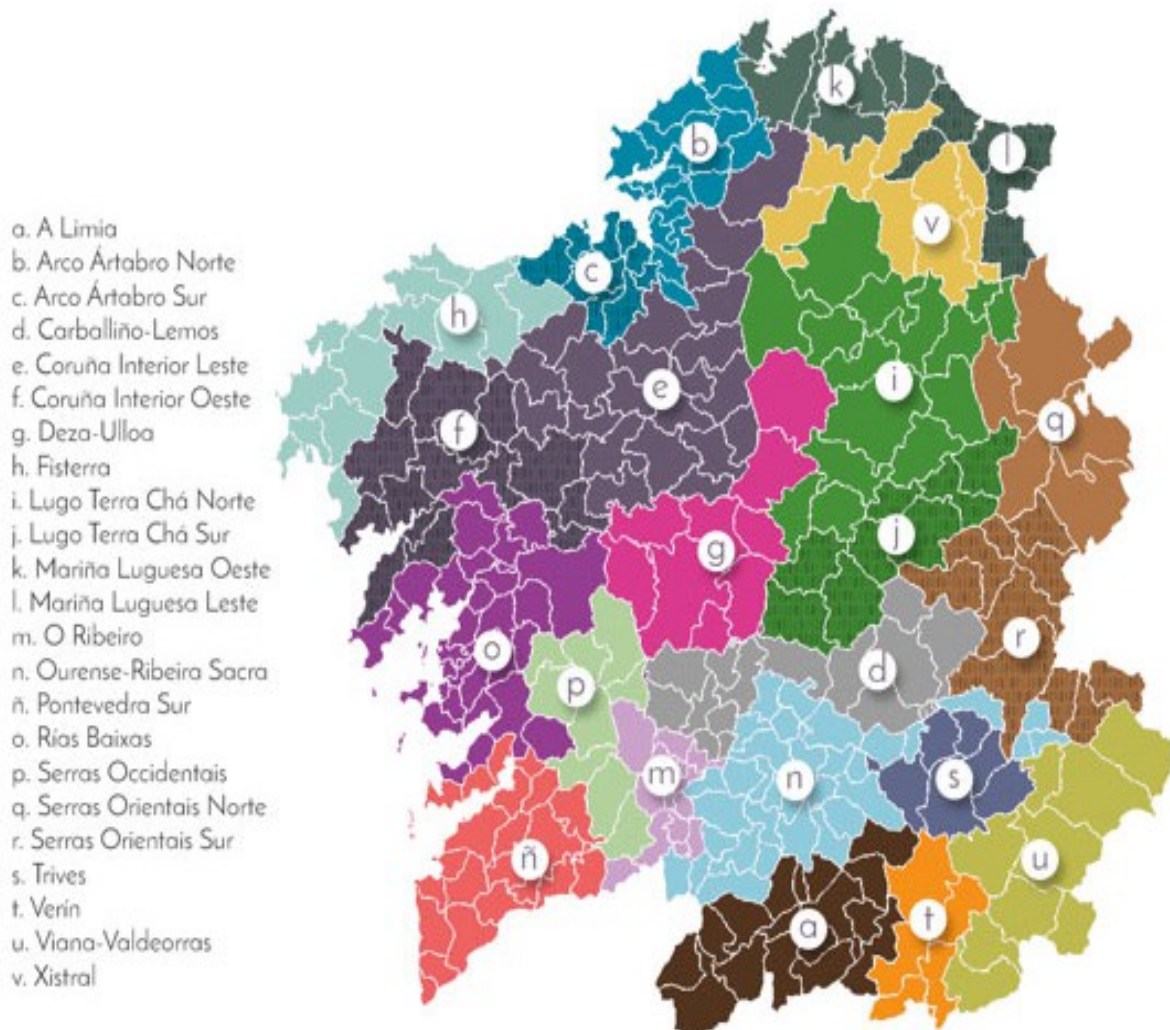 a. A Limia
b. Arco Ártabro Norte
c. Arco Ártabro Sur
d. Carballiño-Lemos
e. Coruña Interior Leste
f. Coruña Interior Oeste
g. Deza-Ulloa
h. Fisterra
i. Lugo Terra Chá Norte
j. Lugo Terra Chá Sur
k. Mariña Luguesa Oeste
l. Mariña Luguesa Leste
m. O Ribeiro
n. Ourense-Ribeira Sacra
ñ. Pontevedra Sur
o. Rías Baixas
p. Serras Occidentais
q. Serras Orientais Norte
r. Serras Orientais Sur
s. Trives
t. Verín
u. Viana-Valdeorras
v. Xistral
k
b
l
v
c
h
e
i
q
f
g
j
o
p
d
r
m
n
s
ñ
u
a
t